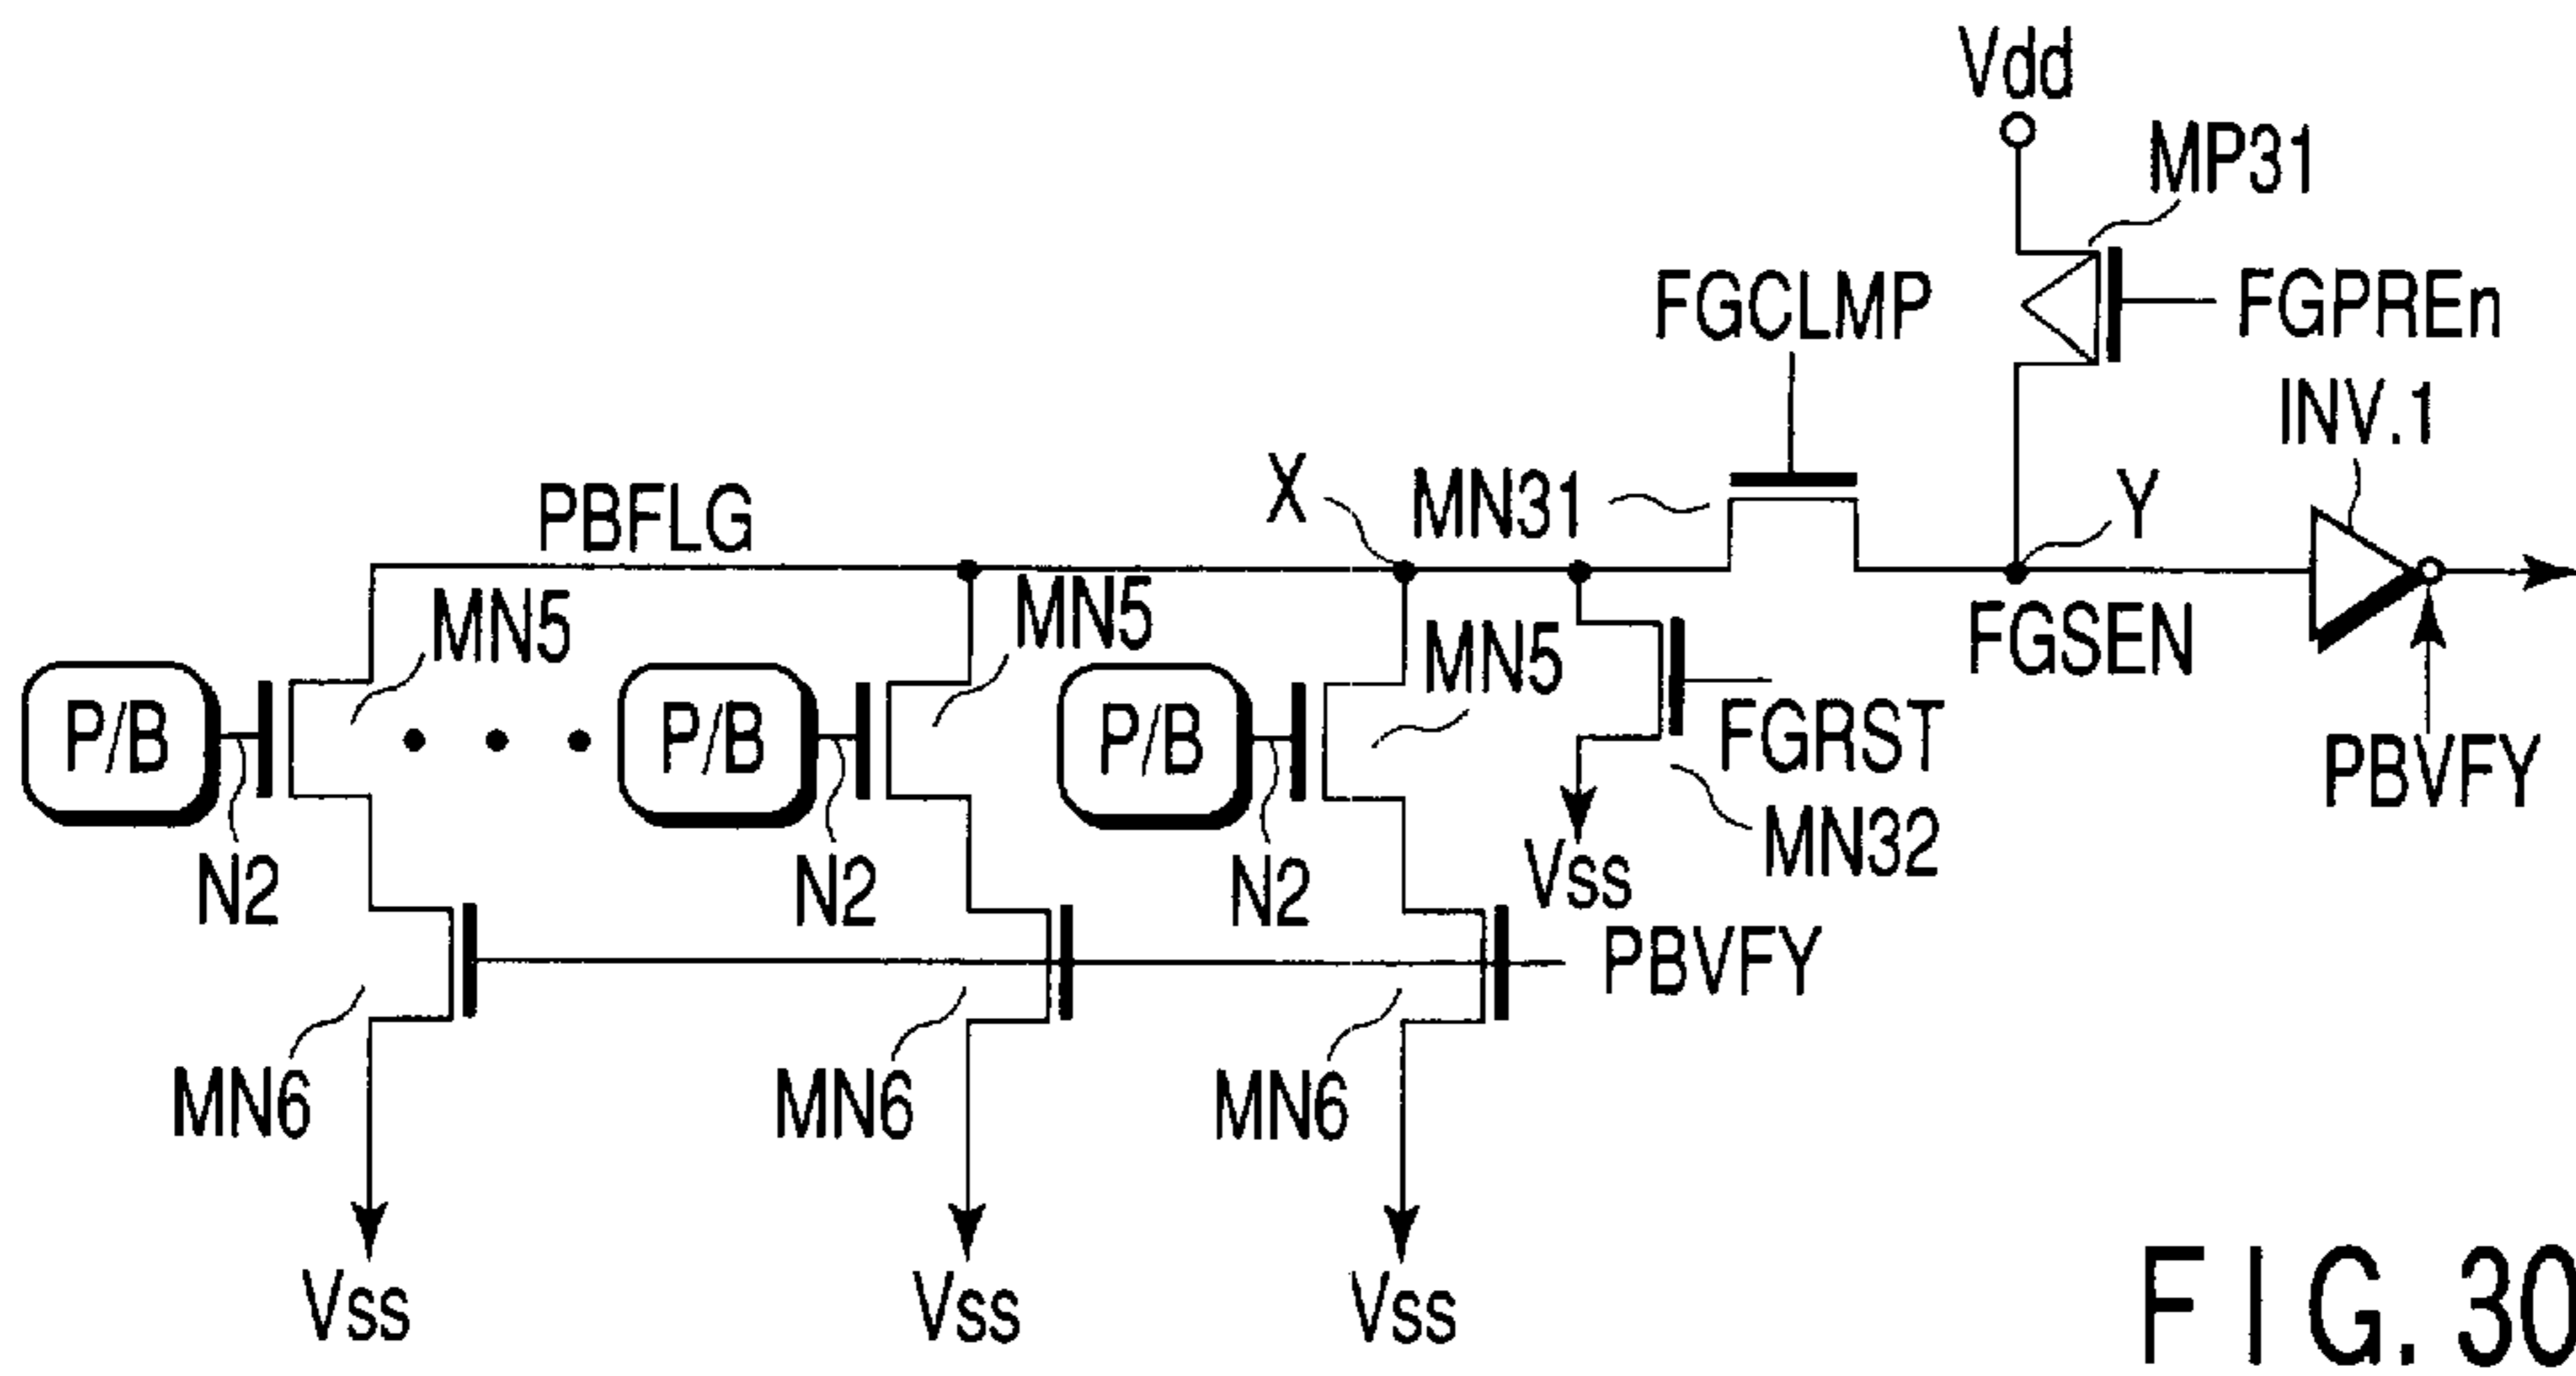 Vdd
MP31
FGCLMP
FGPREn
INV.1
X
MN31
Y
PBFLG
MN5
MN5
MN5
FGSEN
P/B
P/B
P/B
FGRST
PBVFY
N2
N2
N2
MN32
Vss
PBVFY
MN6
MN6
MN6
Vss
Vss
Vss
FIG. 30